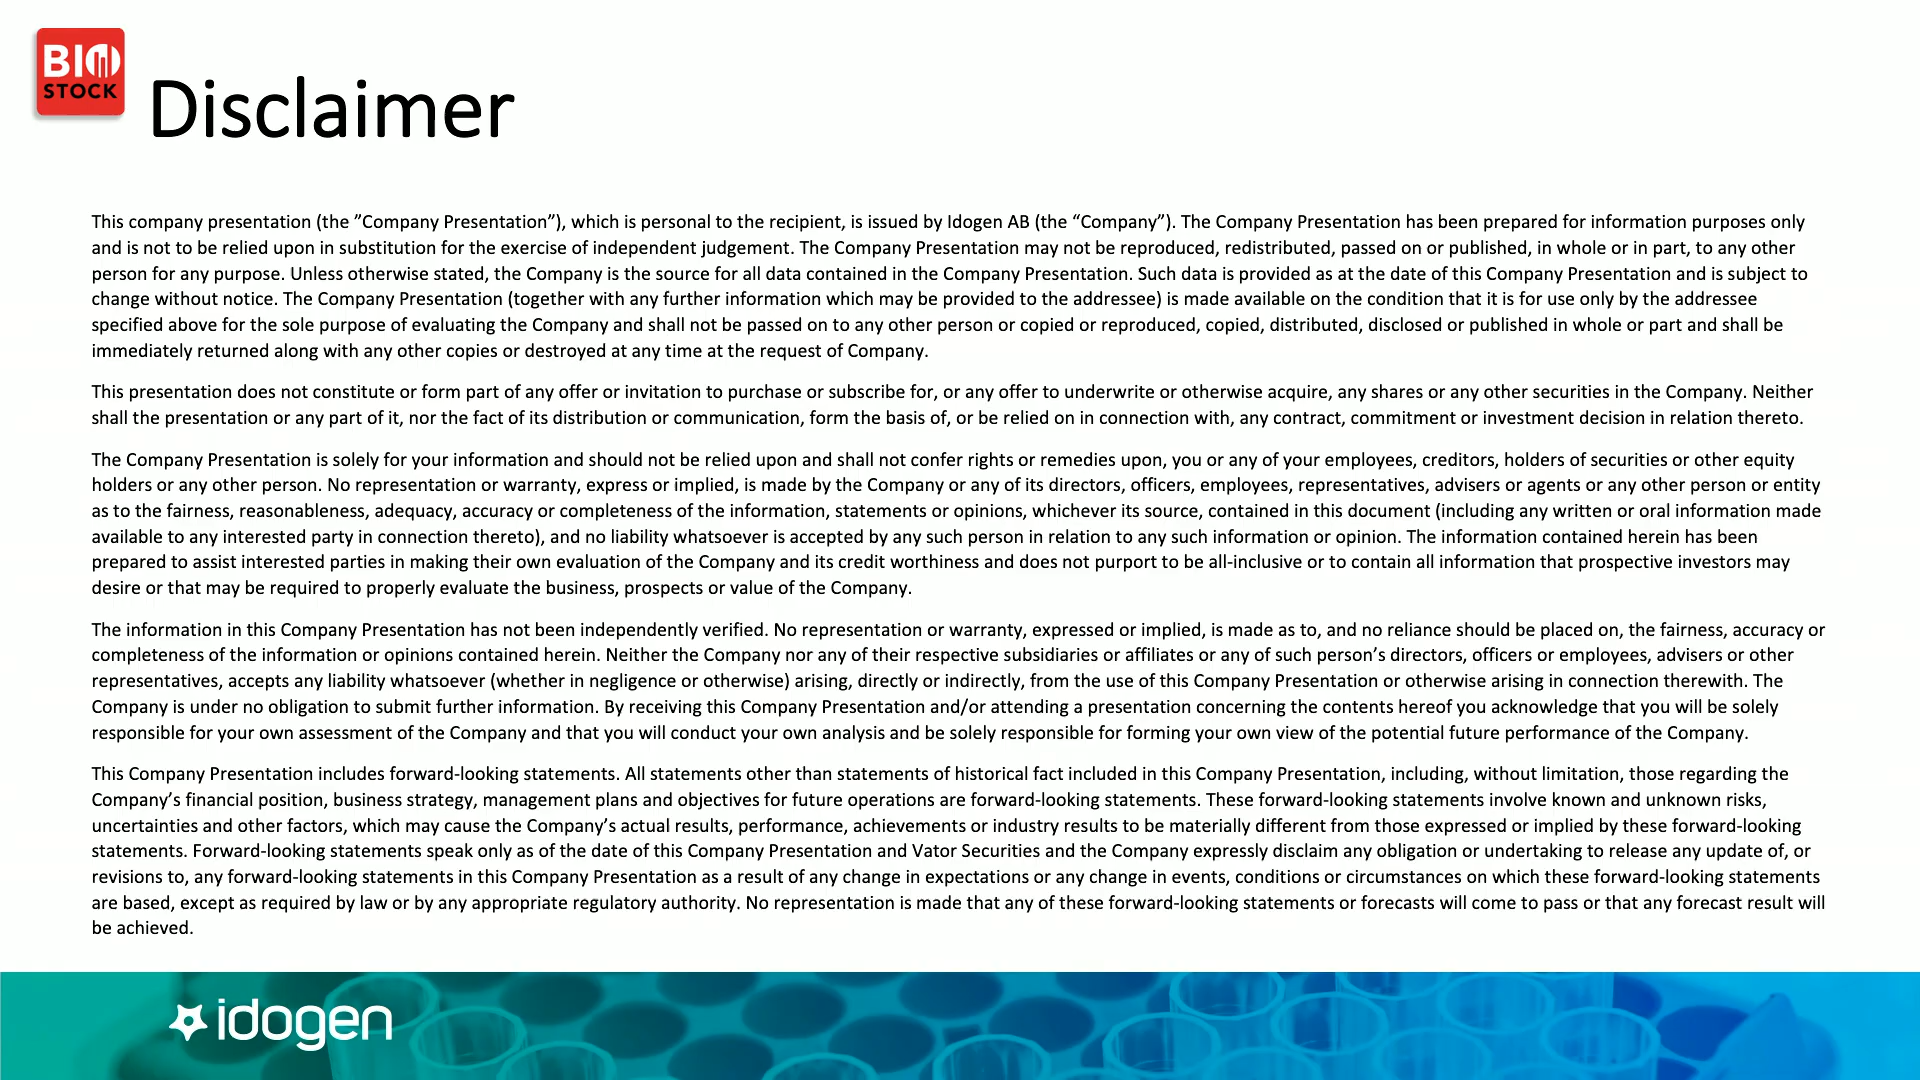 BIO
STOCK
Disclaimer
This company presentation (the ”Company Presentation”), which is personal to the recipient, is issued by Idogen AB (the “Company”). The Company Presentation has been prepared for information purposes only
and is not to be relied upon in substitution for the exercise of independent judgement. The Company Presentation may not be reproduced, redistributed, passed on or published, in whole or in part, to any other
person for any purpose. Unless otherwise stated, the Company is the source for all data contained in the Company Presentation. Such data is provided as at the date of this Company Presentation and is subject to
change without notice. The Company Presentation (together with any further information which may be provided to the addressee) is made available on the condition that it is for use only by the addressee
specified above for the sole purpose of evaluating the Company and shall not be passed on to any other person or copied or reproduced, copied, distributed, disclosed or published in whole or part and shall be
immediately returned along with any other copies or destroyed at any time at the request of Company.
This presentation does not constitute or form part of any offer or invitation to purchase or subscribe for, or any offer to underwrite or otherwise acquire, any shares or any other securities in the Company. Neither
shall the presentation or any part of it, nor the fact of its distribution or communication, form the basis of, or be relied on in connection with, any contract, commitment or investment decision in relation thereto.
The Company Presentation is solely for your information and should not be relied upon and shall not confer rights or remedies upon, you or any of your employees, creditors, holders of securities or other equity
holders or any other person. No representation or warranty, express or implied, is made by the Company or any of its directors, officers, employees, representatives, advisers or agents or any other person or entity
as to the fairness, reasonableness, adequacy, accuracy or completeness of the information, statements or opinions, whichever its source, contained in this document (including any written or oral information made
available to any interested party in connection thereto), and no liability whatsoever is accepted by any such person in relation to any such information or opinion. The information contained herein has been
prepared to assist interested parties in making their own evaluation of the Company and its credit worthiness and does not purport to be all-inclusive or to contain all information that prospective investors may
desire or that may be required to properly evaluate the business, prospects or value of the Company.
The information in this Company Presentation has not been independently verified. No representation or warranty, expressed or implied, is made as to, and no reliance should be placed on, the fairness, accuracy or
completeness of the information or opinions contained herein. Neither the Company nor any of their respective subsidiaries or affiliates or any of such person’s directors, officers or employees, advisers or other
representatives, accepts any liability whatsoever (whether in negligence or otherwise) arising, directly or indirectly, from the use of this Company Presentation or otherwise arising in connection therewith. The
Company is under no obligation to submit further information. By receiving this Company Presentation and/or attending a presentation concerning the contents hereof you acknowledge that you will be solely
responsible for your own assessment of the Company and that you will conduct your own analysis and be solely responsible for forming your own view of the potential future performance of the Company.
This Company Presentation includes forward-looking statements. All statements other than statements of historical fact included in this Company Presentation, including, without limitation, those regarding the
Company’s financial position, business strategy, management plans and objectives for future operations are forward-looking statements. These forward-looking statements involve known and unknown risks,
uncertainties and other factors, which may cause the Company’s actual results, performance, achievements or industry results to be materially different from those expressed or implied by these forward-looking
statements. Forward-looking statements speak only as of the date of this Company Presentation and Vator Securities and the Company expressly disclaim any obligation or undertaking to release any update of, or
revisions to, any forward-looking statements in this Company Presentation as a result of any change in expectations or any change in events, conditions or circumstances on which these forward-looking statements
are based, except as required by law or by any appropriate regulatory authority. No representation is made that any of these forward-looking statements or forecasts will come to pass or that any forecast result will
be achieved.
idogen